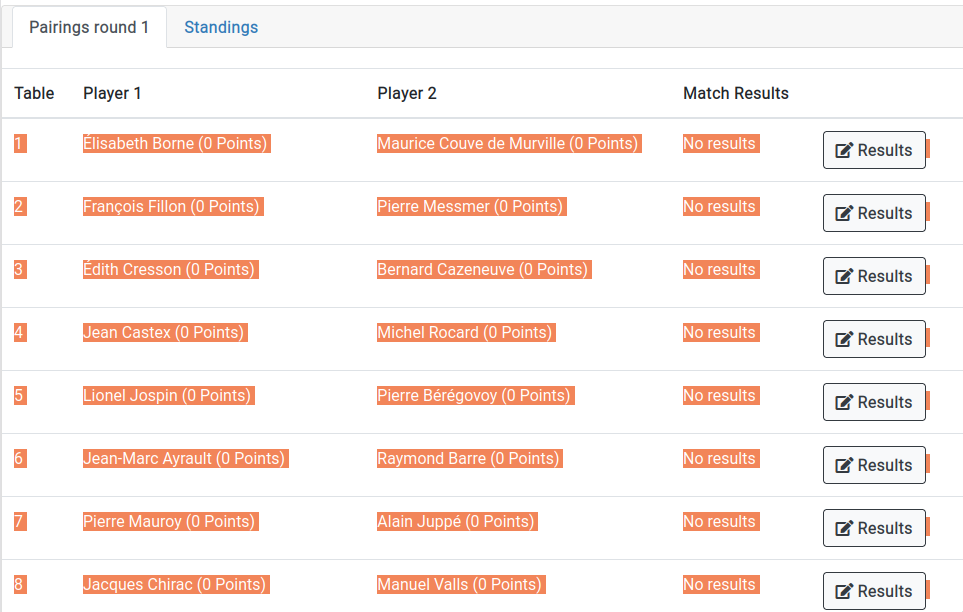 Pairings round 1 Standings
Table Player 1 Player 2 Match Results
1 Élisabeth Borne (0 Points) Maurice Couve de Murville (0 Points) No results Results
2 François Fillon (0 Points) Pierre Messmer (0 Points) No results Results
3 Édith Cresson (0 Points) Bernard Cazeneuve (0 Points) No results Results
4 Jean Castex (0 Points) Michel Rocard (0 Points) No results Results
5 Lionel Jospin (0 Points) Pierre Bérégovoy (0 Points) No results Results
6 Jean-Marc Ayrault (0 Points) Raymond Barre (0 Points) No results Results
7 Pierre Mauroy (0 Points) Alain Juppé (0 Points) No results Results
8 Jacques Chirac (0 Points) Manuel Valls (0 Points) No results Results